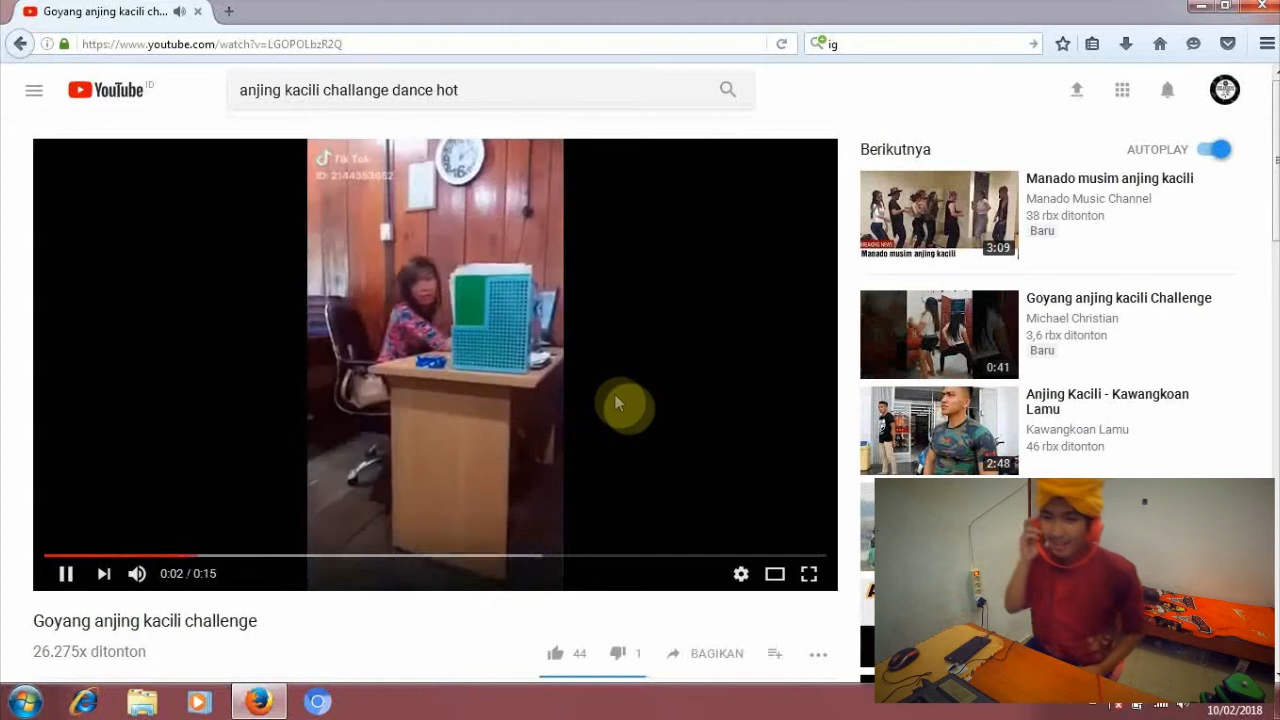 Goyang anjing kacili ch...
https://www.youtube.com/watch?v=LGOPOLbzR2Q
ig
YouTube ID
anjing kacili challange dance hot
Tik Tok
ID: 2144353652
0:02 / 0:15
Goyang anjing kacili challenge
26.275x ditonton
44
1
BAGIKAN
Berikutnya
AUTOPLAY
BREAKING NEWS
Manado musim anjing kacili
3:09
Manado musim anjing kacili
Manado Music Channel
38 rbx ditonton
Baru
0:41
Goyang anjing kacili Challenge
Michael Christian
3,6 rbx ditonton
Baru
2:48
Anjing Kacili - Kawangkoan
Lamu
Kawangkoan Lamu
46 rbx ditonton
10/02/2018